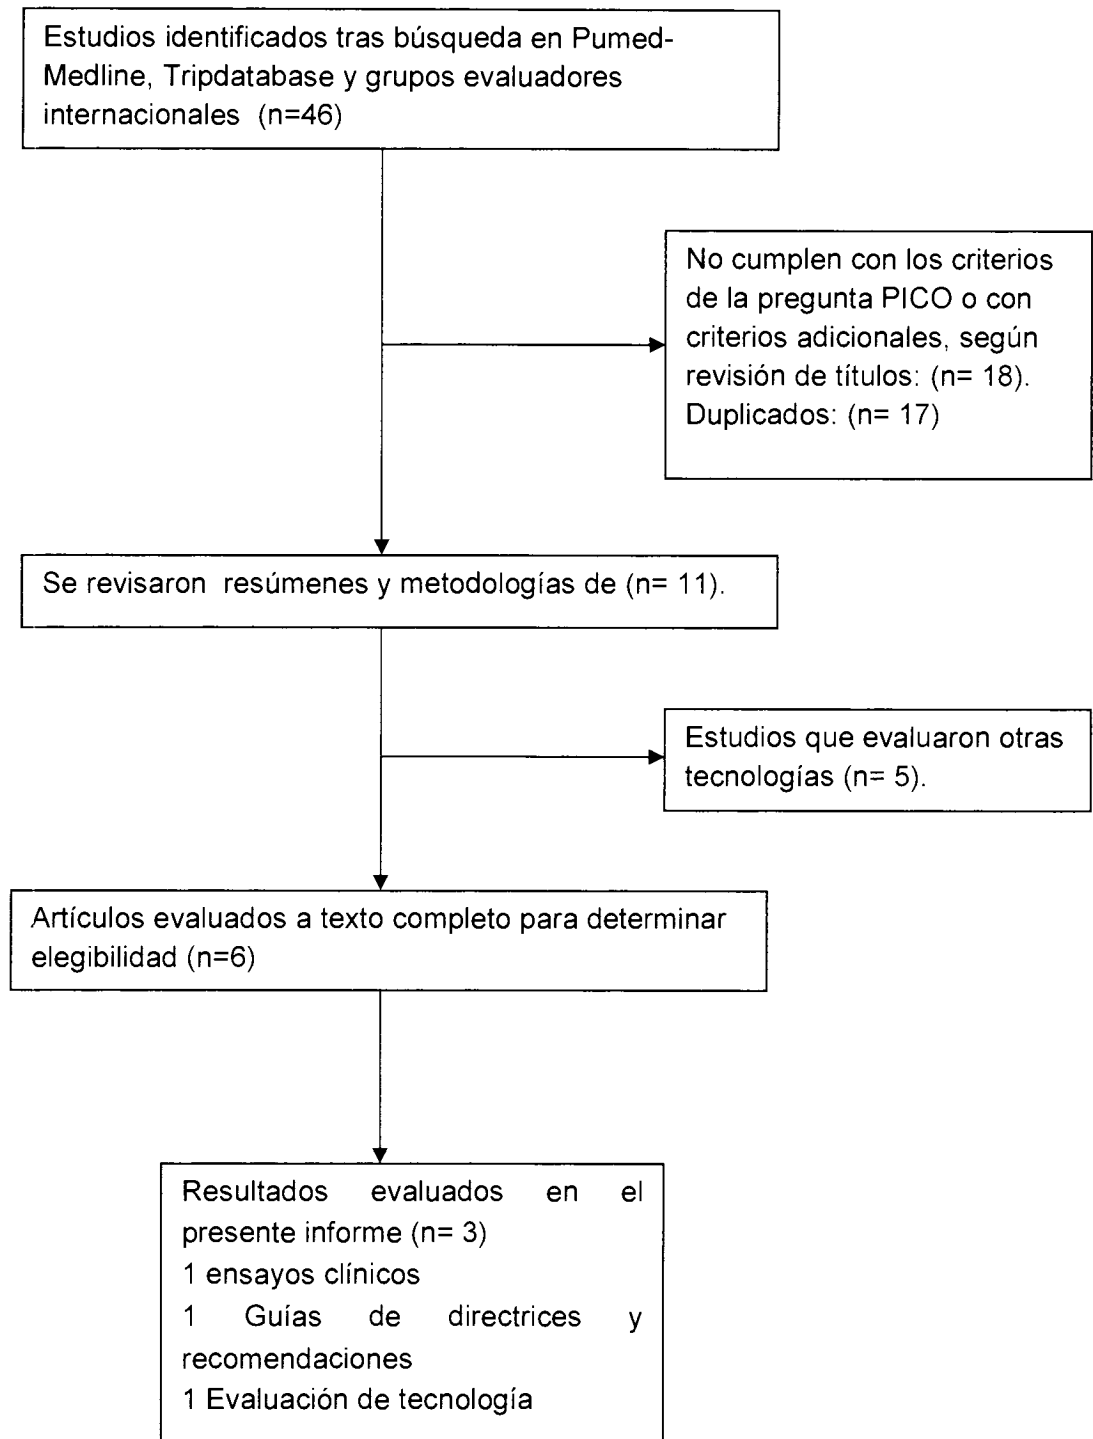 Estudios identificados tras búsqueda en Pumed-
Medline, Tripdatabase y grupos evaluadores
internacionales (n=46)
No cumplen con los criterios
de la pregunta PICO o con
criterios adicionales, según
revisión de títulos: (n= 18).
Duplicados: (n= 17)
Se revisaron resúmenes y metodologías de (n= 11).
Estudios que evaluaron otras
tecnologías (n= 5).
Artículos evaluados a texto completo para determinar
elegibilidad (n=6)
Resultados evaluados en el
presente informe (n= 3)
1 ensayos clínicos
1 Guías de directrices y
recomendaciones
1 Evaluación de tecnología